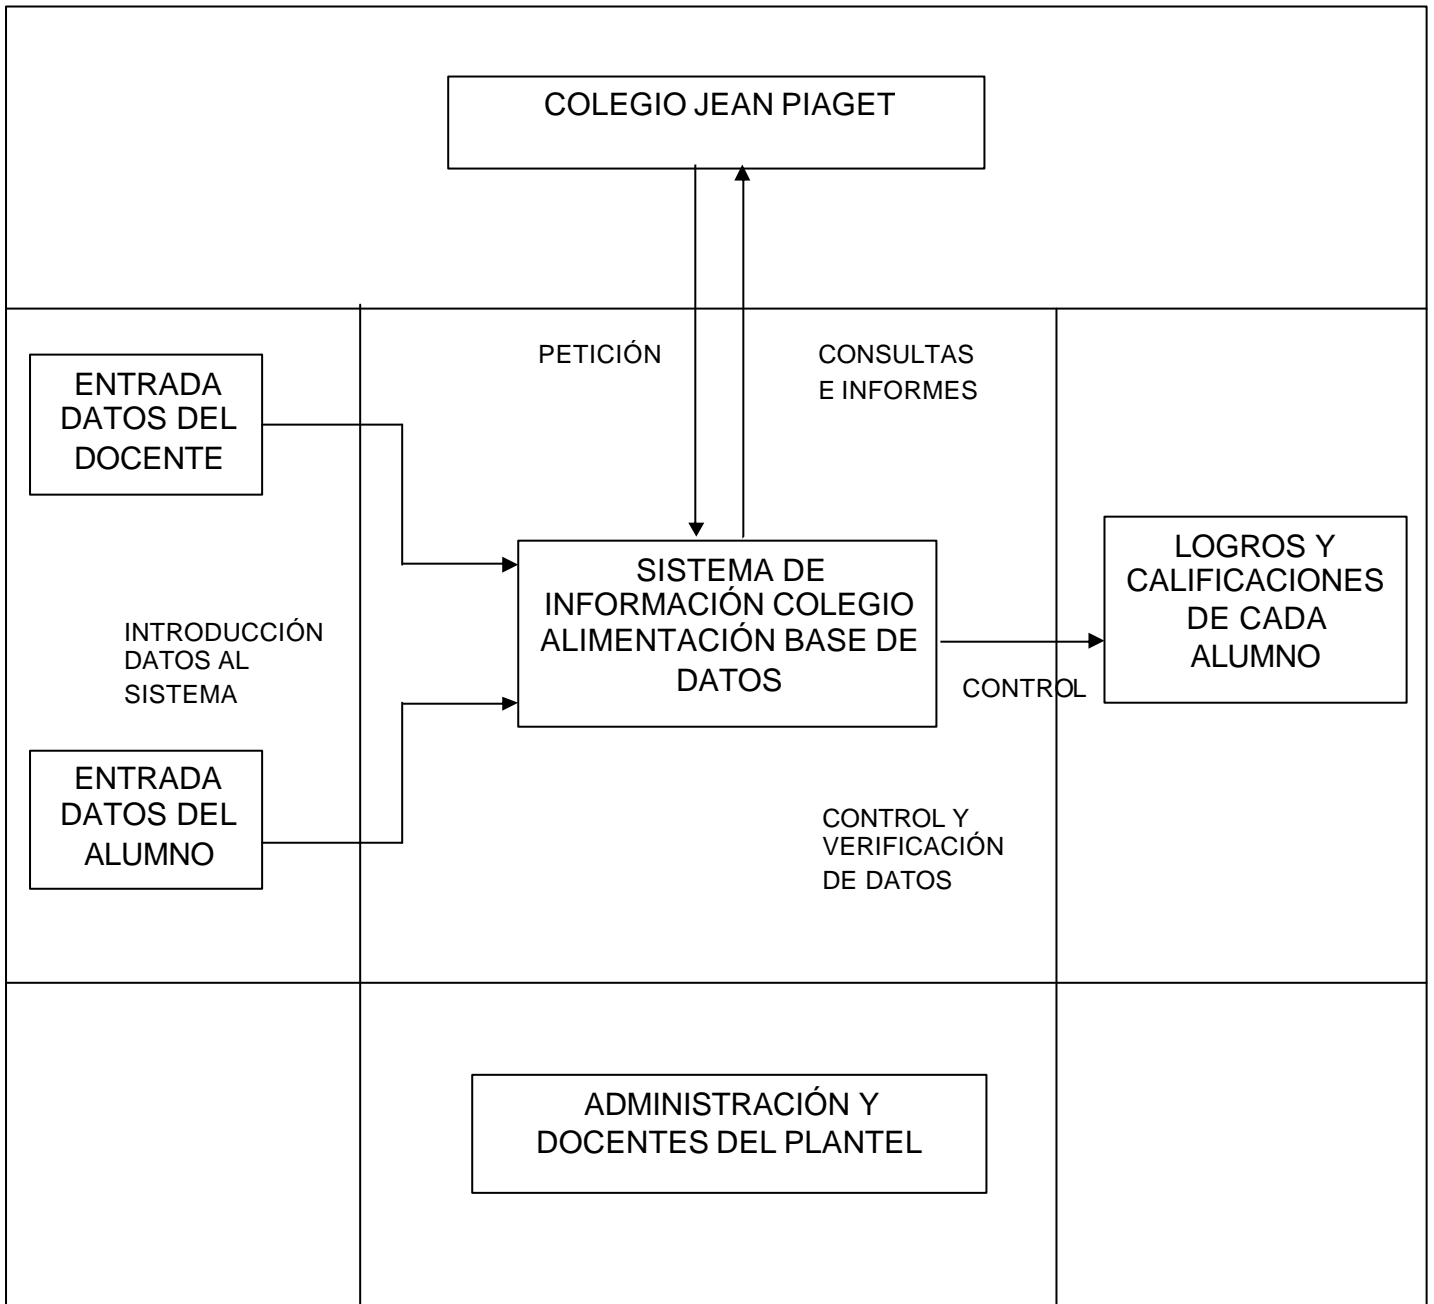 COLEGIO JEAN PIAGET
PETICIÓN
CONSULTAS
E INFORMES
ENTRADA
DATOS DEL
DOCENTE
SISTEMA DE
INFORMACIÓN COLEGIO
ALIMENTACIÓN BASE DE
DATOS
LOGROS Y
CALIFICACIONES
DE CADA
ALUMNO
INTRODUCCIÓN
DATOS AL
SISTEMA
CONTROL
ENTRADA
DATOS DEL
ALUMNO
CONTROL Y
VERIFICACIÓN
DE DATOS
ADMINISTRACIÓN Y
DOCENTES DEL PLANTEL